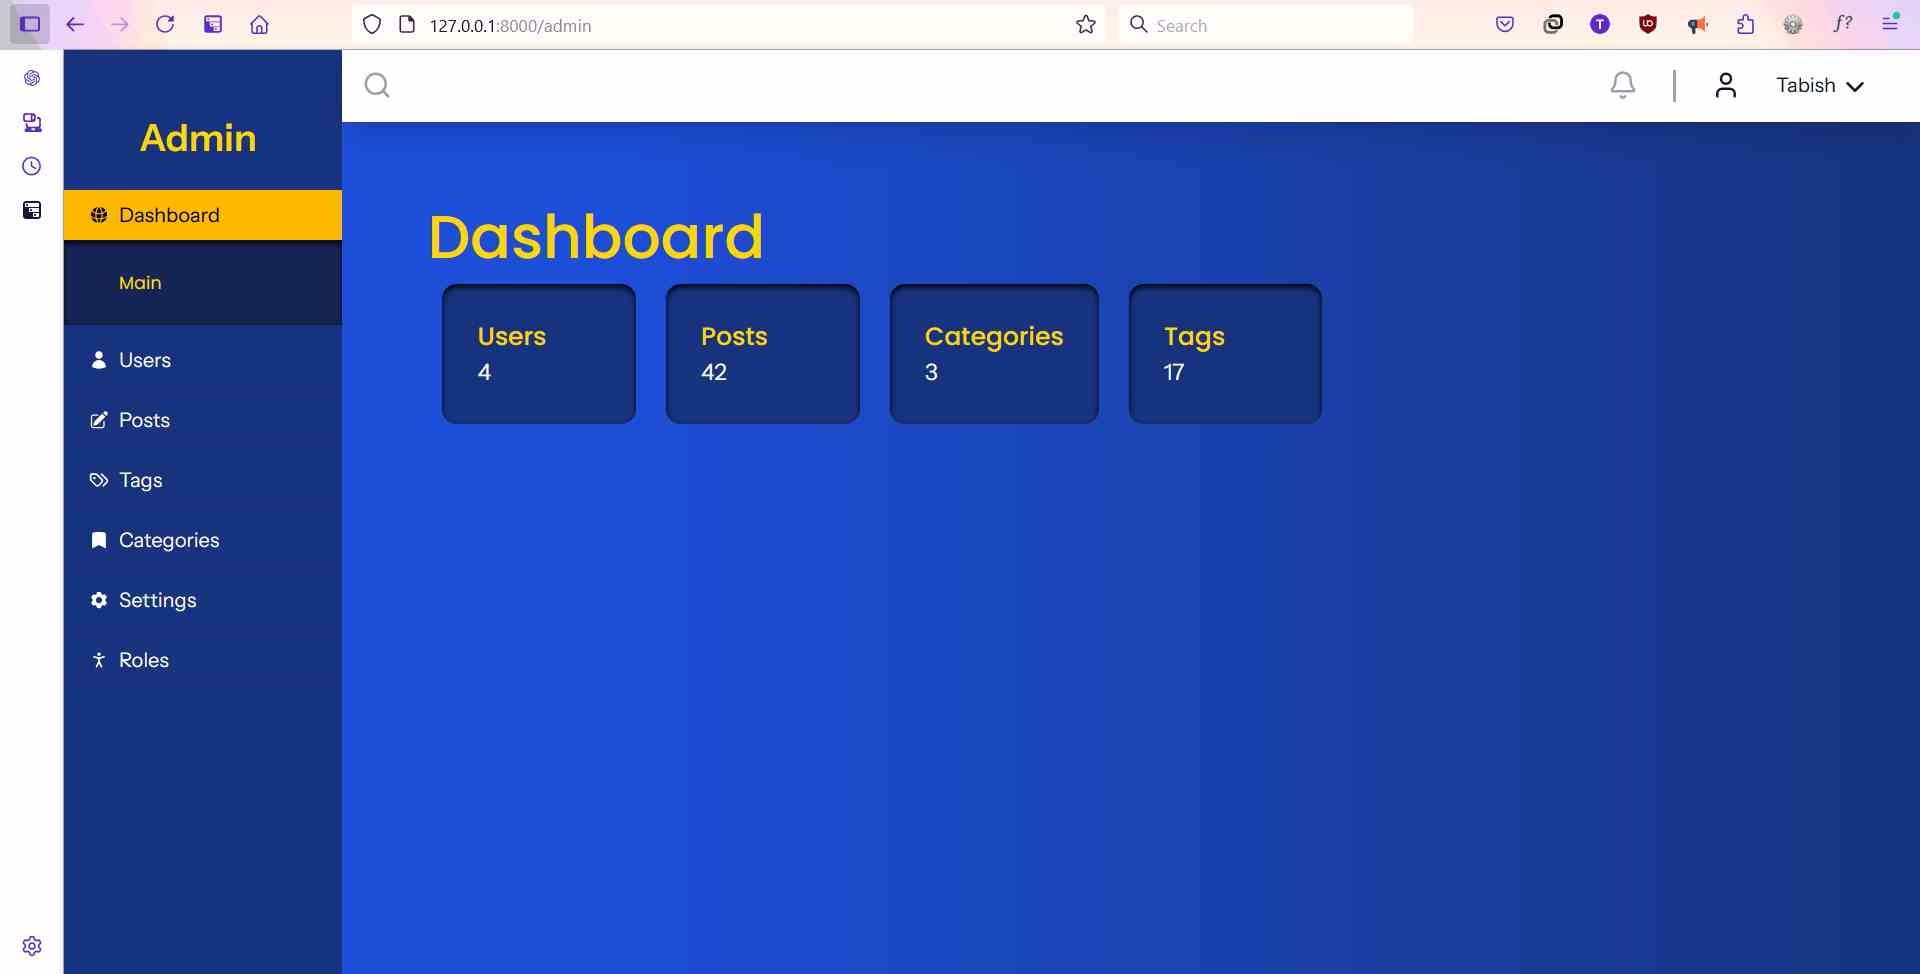 127.0.0.1:8000/admin
Search
T
f?
Tabish
Admin
Dashboard
Main
Users
Posts
Tags
Categories
Settings
Roles
Dashboard
Users
4
Posts
42
Categories
3
Tags
17